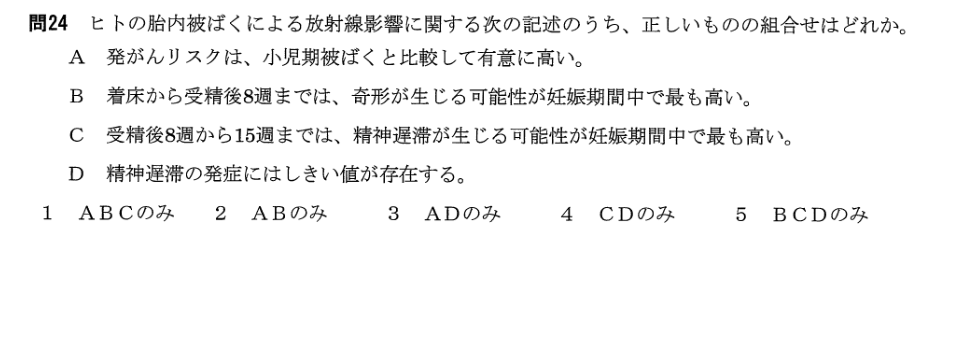 問24 ヒトの胎内被ばくによる放射線影響に関する次の記述のうち、正しいものの組合せはどれか。
A 発がんリスクは、小児期被ばくと比較して有意に高い。
B 着床から受精後8週までは、奇形が生じる可能性が妊娠期間中で最も高い。
C 受精後8週から15週までは、精神遅滞が生じる可能性が妊娠期間中で最も高い。
D 精神遅滞の発症にはしきい値が存在する。
1 ABCのみ 2 ABのみ 3 ADのみ 4 CDのみ 5 BCDのみ